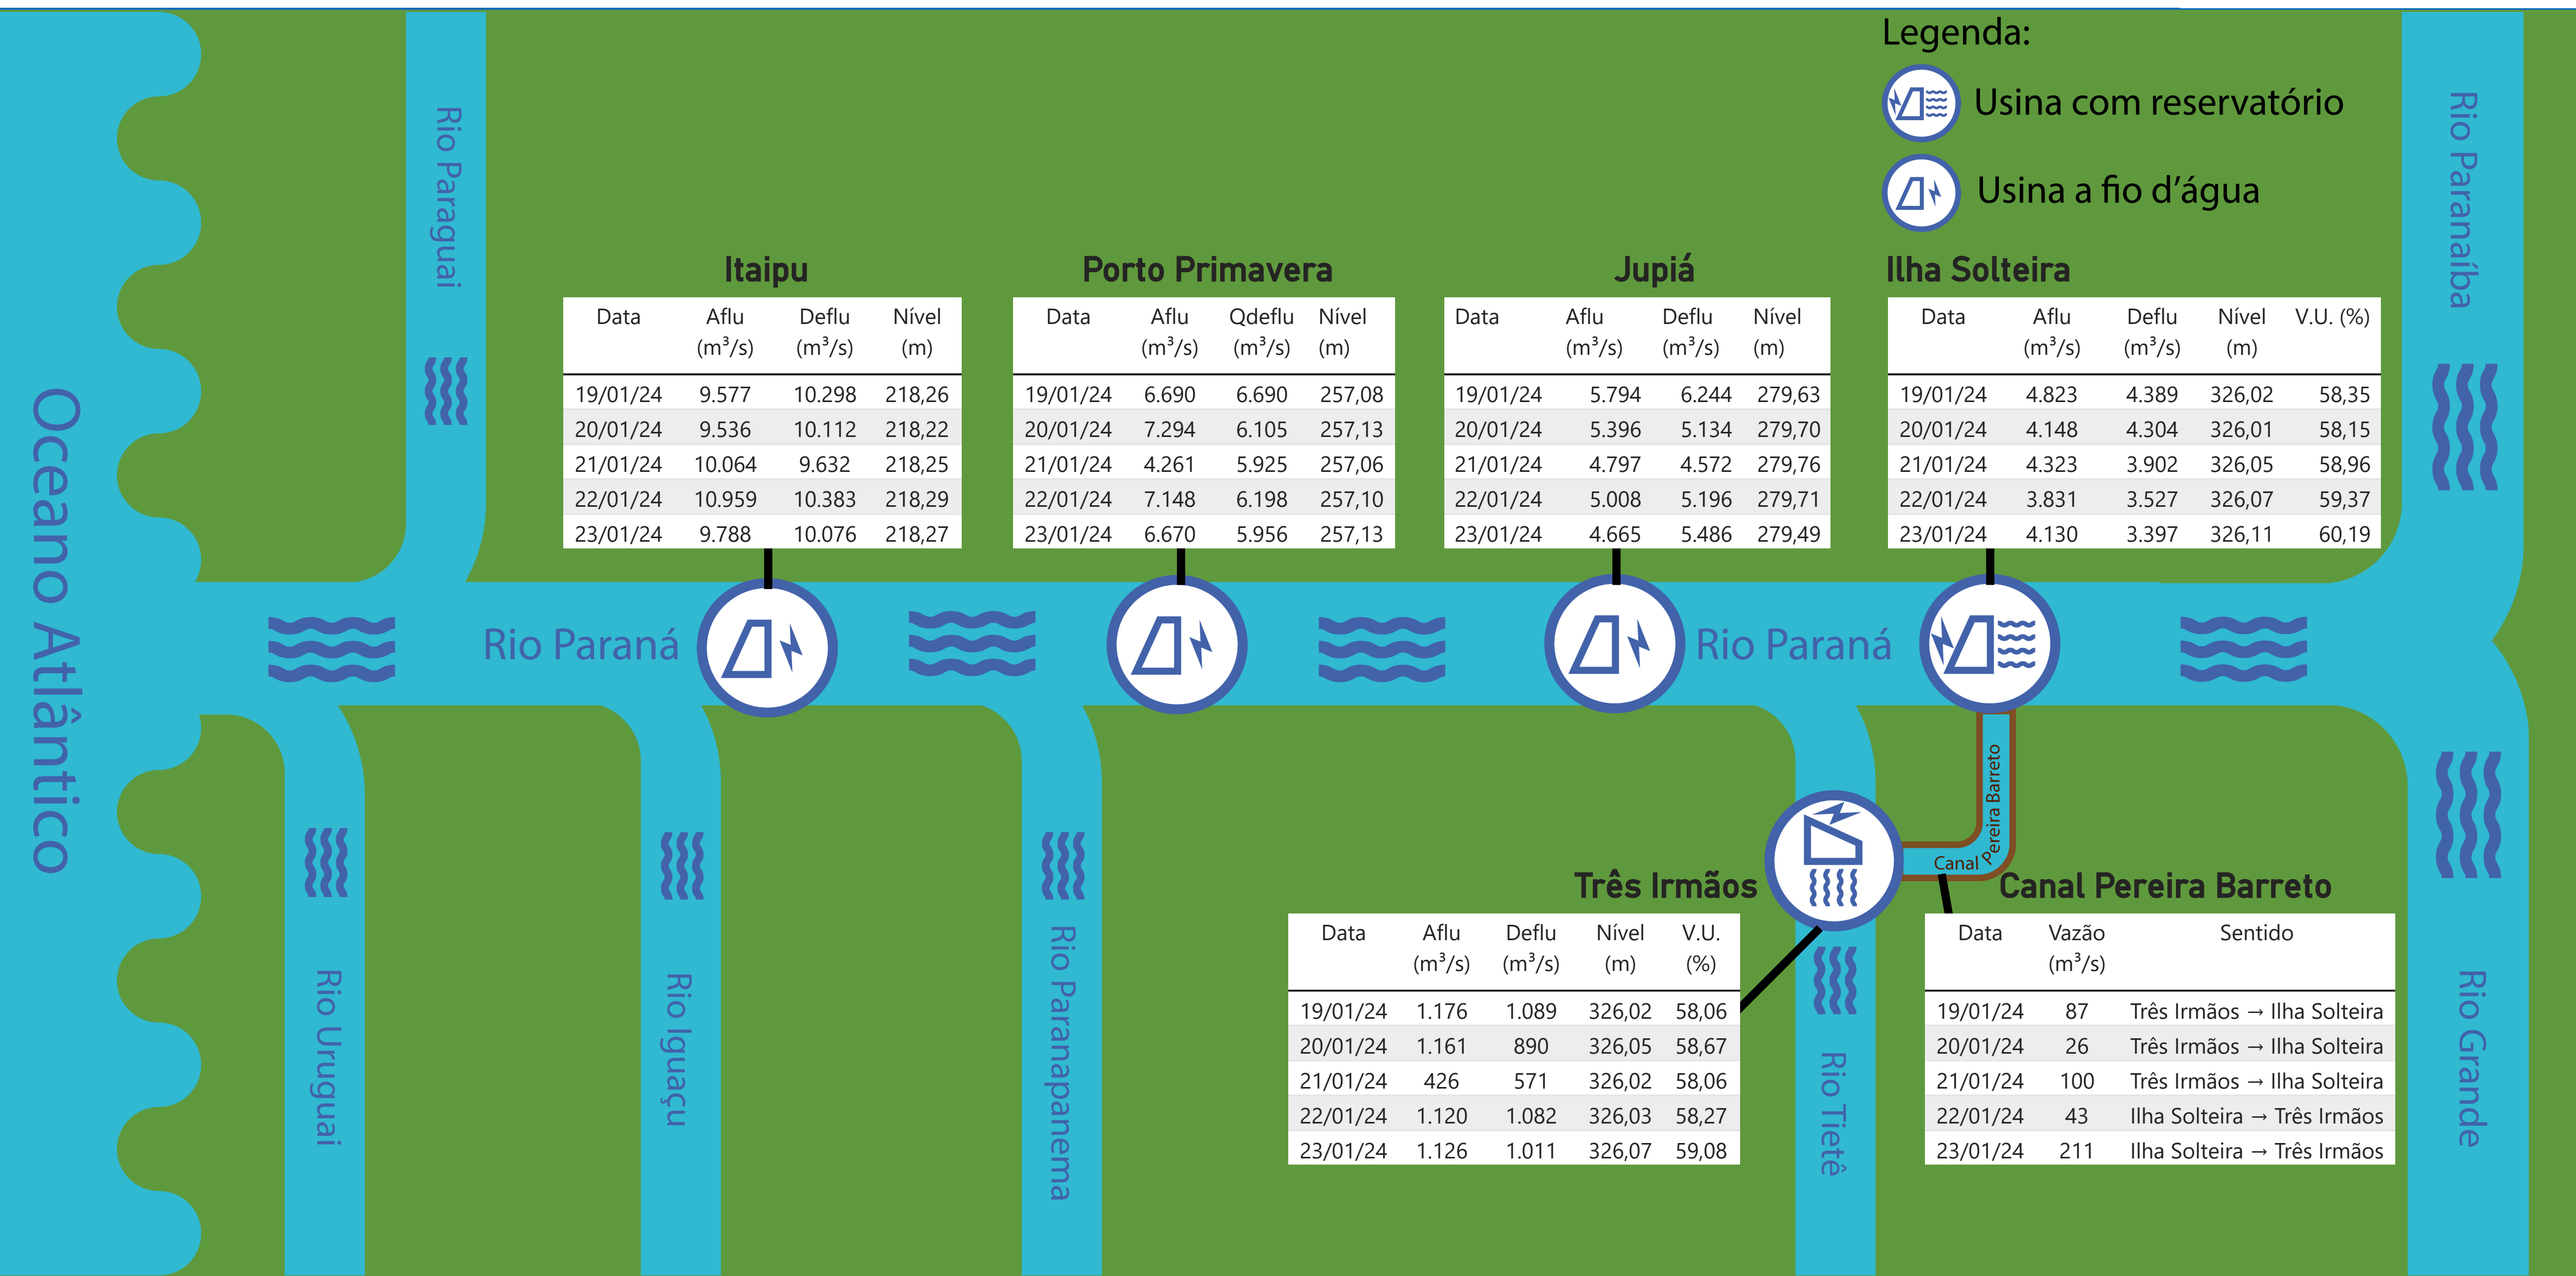 Legenda:
Usina com reservatório
Usina a fio d'água
Oceano Atlântico
Rio Paraguai
Rio Paranaíba
Itaipu
Data Aflu Deflu Nível
(m³/s) (m³/s) (m)
19/01/24 9.577 10.298 218,26
20/01/24 9.536 10.112 218,22
21/01/24 10.064 9.632 218,25
22/01/24 10.959 10.383 218,29
23/01/24 9.788 10.076 218,27
Porto Primavera
Data Aflu Qdeflu Nível
(m³/s) (m³/s) (m)
19/01/24 6.690 6.690 257,08
20/01/24 7.294 6.105 257,13
21/01/24 4.261 5.925 257,06
22/01/24 7.148 6.198 257,10
23/01/24 6.670 5.956 257,13
Jupiá
Data Aflu Deflu Nível
(m³/s) (m³/s) (m)
19/01/24 5.794 6.244 279,63
20/01/24 5.396 5.134 279,70
21/01/24 4.797 4.572 279,76
22/01/24 5.008 5.196 279,71
23/01/24 4.665 5.486 279,49
Ilha Solteira
Data Aflu Deflu Nível V.U. (%)
(m³/s) (m³/s) (m)
19/01/24 4.823 4.389 326,02 58,35
20/01/24 4.148 4.304 326,01 58,15
21/01/24 4.323 3.902 326,05 58,96
22/01/24 3.831 3.527 326,07 59,37
23/01/24 4.130 3.397 326,11 60,19
Rio Paraná
Rio Paraná
Canal Pereira Barreto
Três Irmãos
Data Aflu Deflu Nível V.U.
(m³/s) (m³/s) (m) (%)
19/01/24 1.176 1.089 326,02 58,06
20/01/24 1.161 890 326,05 58,67
21/01/24 426 571 326,02 58,06
22/01/24 1.120 1.082 326,03 58,27
23/01/24 1.126 1.011 326,07 59,08
Canal Pereira Barreto
Data Vazão Sentido
(m³/s)
19/01/24 87 Três Irmãos → Ilha Solteira
20/01/24 26 Três Irmãos → Ilha Solteira
21/01/24 100 Três Irmãos → Ilha Solteira
22/01/24 43 Ilha Solteira → Três Irmãos
23/01/24 211 Ilha Solteira → Três Irmãos
Rio Uruguai
Rio Iguaçu
Rio Paranapanema
Rio Tietê
Rio Grande